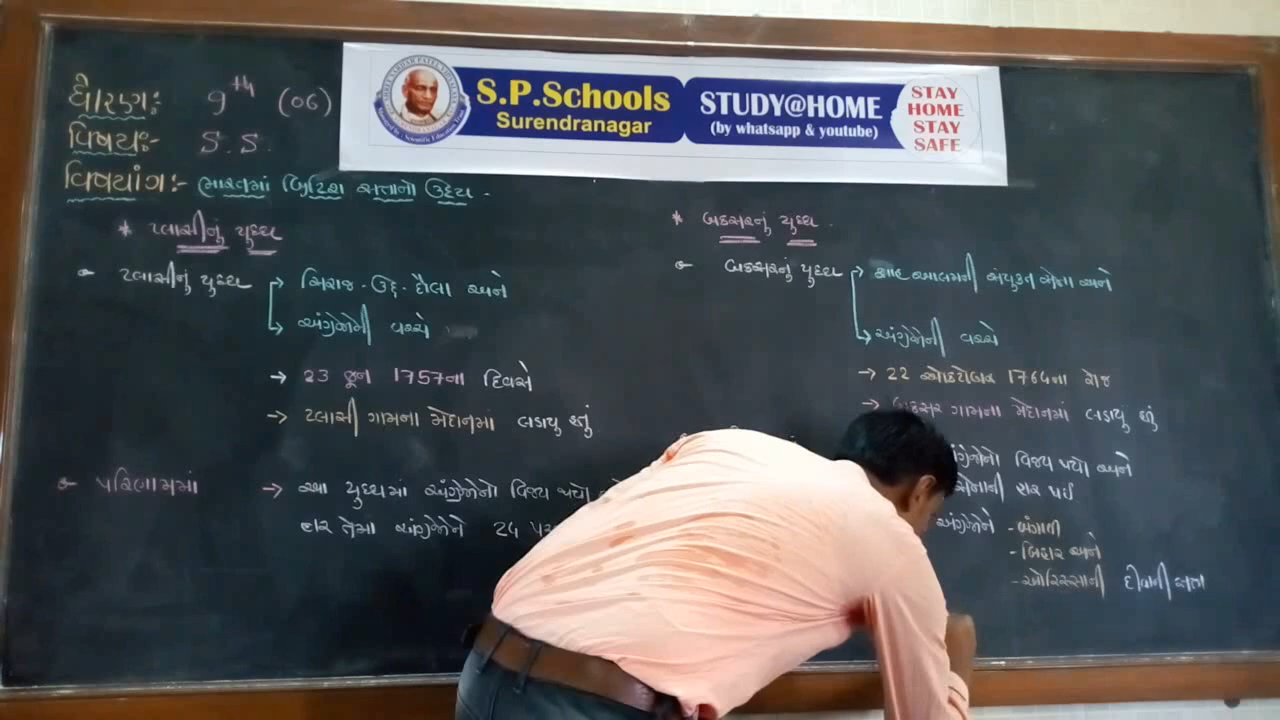 ધોરણઃ 9th (06)
વિષયઃ- S.S.
વિષયાંગઃ- ભારતમાં બ્રિટિશ સત્તાનો ઉદય.
S.P.Schools
Surendranagar
STUDY@HOME
(by whatsapp & youtube)
STAY
HOME
STAY
SAFE
* પ્લાસીનું યુદ્ધ
પ્લાસીનું યુદ્ધ → સિરાજ-ઉદ્-દૌલા અને
→ અંગ્રેજોની વચ્ચે
→ 23 જૂન 1757ના દિવસે
→ પ્લાસી ગામના મેદાનમાં લડાયુ હતું
પરિણામમાં → આ યુદ્ધમાં અંગ્રેજોનો વિજય થયો
હાર તેમા અંગ્રેજોને 24
* બક્સરનું યુદ્ધ.
બક્સરનું યુદ્ધ → શાહઆલમની સંયુક્ત સેના અને
→ અંગ્રેજોની વચ્ચે
→ 22 ઓક્ટોબર 1764ના રોજ
→ બક્સર ગામના મેદાનમાં લડાયું હતું
વિજય થયો અને
સેનાની હાર થઈ
અંગ્રેજોને - બંગાળ
- બિહાર અને
- ઓરિસ્સાની દીવાની સત્તા